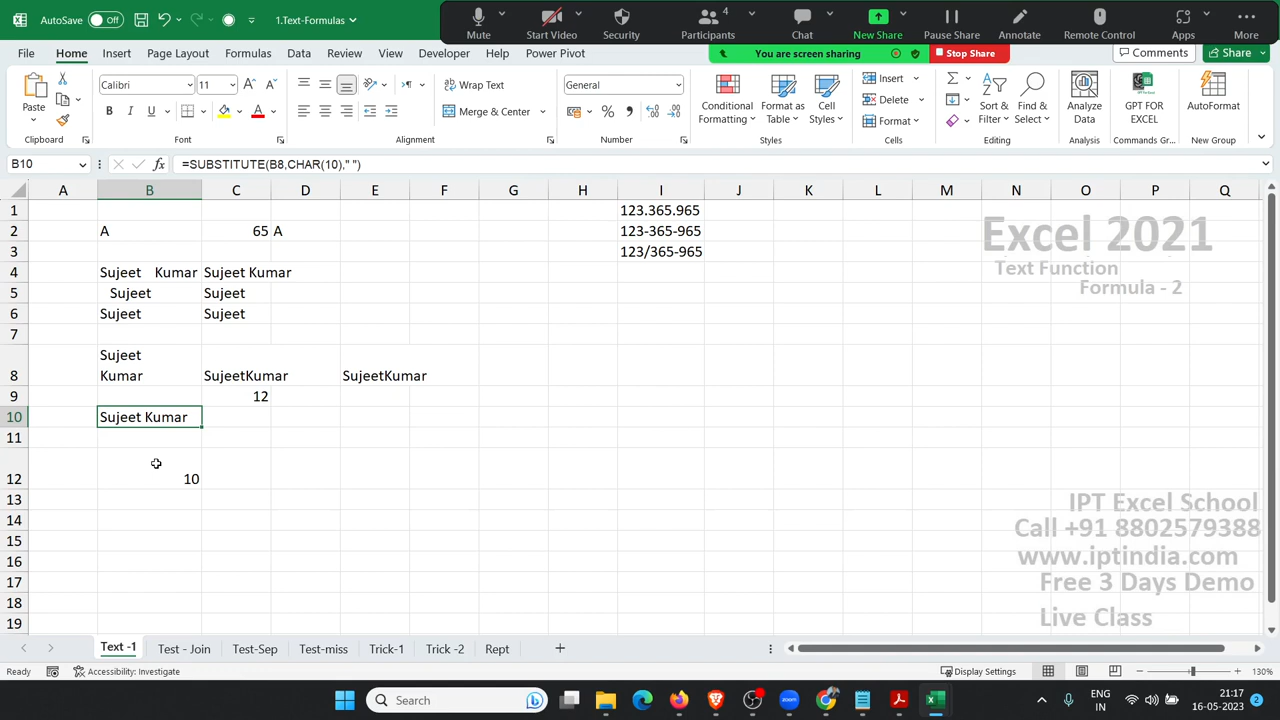 AutoSave Off 1.Text-Formulas
Mute Start Video Security Participants 4 Chat New Share Pause Share Annotate Remote Control Apps More
You are screen sharing Stop Share
File Home Insert Page Layout Formulas Data Review View Developer Help Power Pivot Comments Share
Paste Calibri 11 Wrap Text General Conditional Formatting Format as Table Cell Styles Insert Sort & Filter Find & Select Analyze Data GPT FOR EXCEL AutoFormat
B I U A Merge & Center % Delete
Format
Clipboard Font Alignment Number Styles Cells Editing Analysis Commands Gr... New Group
B10 fx =SUBSTITUTE(B8,CHAR(10)," ")
A B C D E F G H I J K L M N O P Q
1 123.365.965
2 A 65 A 123-365-965
3 123/365-965
4 Sujeet Kumar Sujeet Kumar
5 Sujeet Sujeet
6 Sujeet Sujeet
7
Sujeet
8 Kumar SujeetKumar SujeetKumar
9 12
10 Sujeet Kumar
11
12 10
13
14
15
16
17
18
19
Excel 2021
Text Function
Formula - 2
IPT Excel School
Call +91 8802579388
www.iptindia.com
Free 3 Days Demo
Live Class
Text -1 Test - Join Test-Sep Test-miss Trick-1 Trick -2 Rept
Ready Accessibility: Investigate Display Settings 130%
Search ENG IN 21:17 16-05-2023